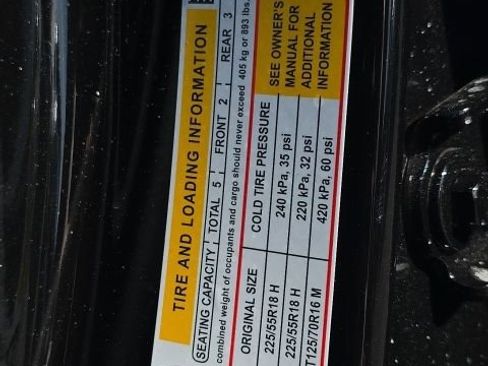 TIRE AND LOADING INFORMATION
SEATING CAPACITY TOTAL 5 FRONT 2 REAR 3
combined weight of occupants and cargo should never exceed 405 kg or 893 lbs.
ORIGINAL SIZE COLD TIRE PRESSURE
225/55R18 H 240 kPa, 35 psi
225/55R18 H 220 kPa, 32 psi
T125/70R16 M 420 kPa, 60 psi
SEE OWNER'S
MANUAL FOR
ADDITIONAL
INFORMATION